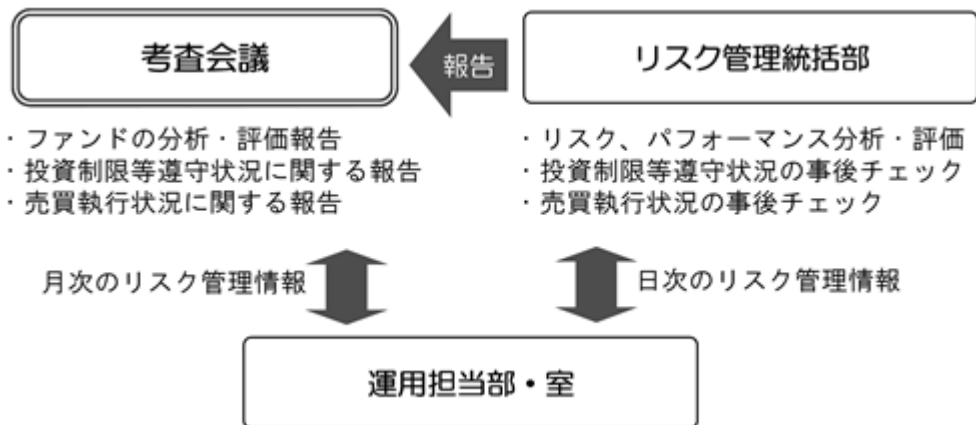 考査会議
報告
リスク管理統括部
・ファンドの分析・評価報告
・投資制限等遵守状況に関する報告
・売買執行状況に関する報告
・リスク、パフォーマンス分析・評価
・投資制限等遵守状況の事後チェック
・売買執行状況の事後チェック
月次のリスク管理情報
日次のリスク管理情報
運用担当部・室